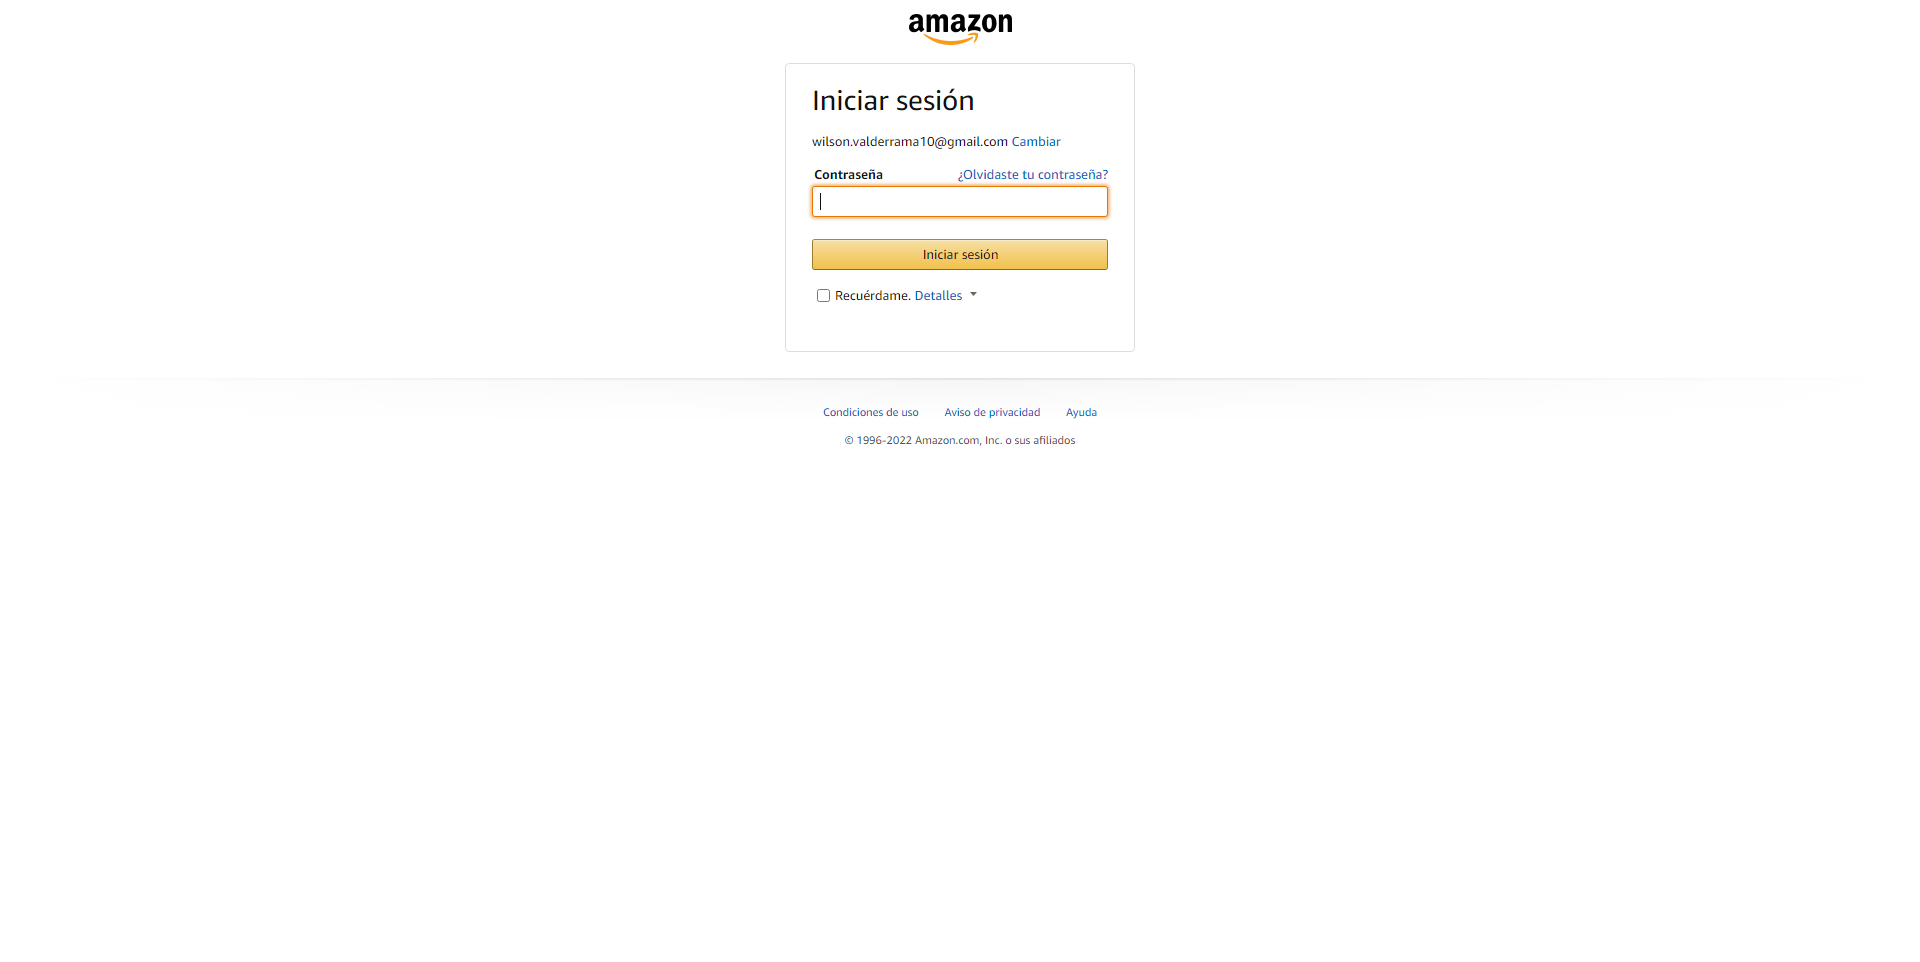 amazon
Iniciar sesión
wilson.valderrama10@gmail.com Cambiar
Contraseña ¿Olvidaste tu contraseña?
Iniciar sesión
Recuérdame. Detalles
Condiciones de uso Aviso de privacidad Ayuda
© 1996-2022 Amazon.com, Inc. o sus afiliados